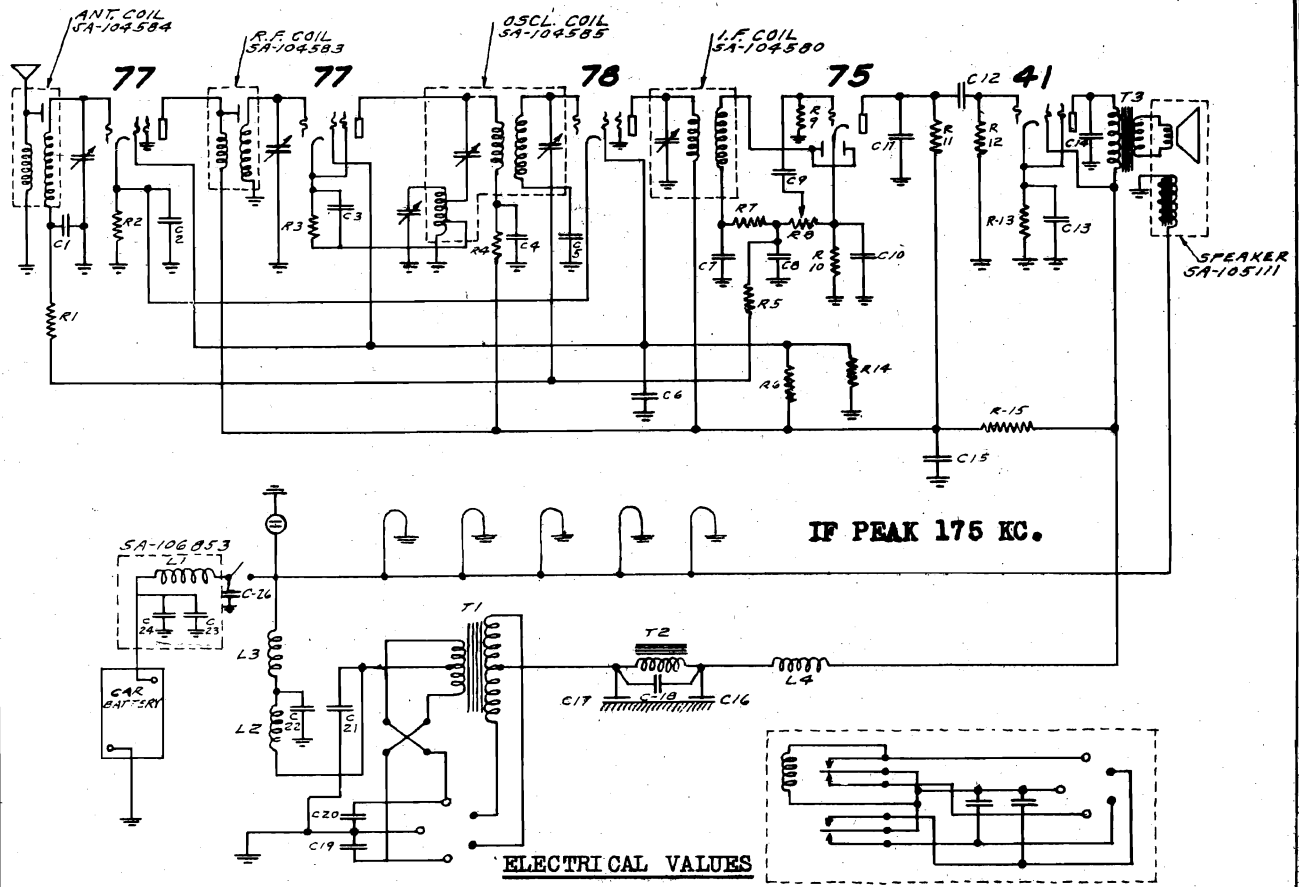 ANT. COIL
SA-104584
R.F. COIL
SA-104583
OSCL. COIL
SA-104585
I.F COIL
SA-104580
77
77
78
75
41
C12
T3
R9
C17
R11
R12
C14
C1
R2
C2
R3
C3
R4
C4
C5
C9
R7
R8
C7
C8
R10
C10
R-13
C13
SPEAKER
SA-105111
R1
R5
R6
R14
C6
R-15
C15
IF PEAK 175 KC.
SA-106853
L1
C-26
C24
C23
CAR
BATTERY
L3
L2
C22
C21
T1
T2
C17
C-18
C16
L4
C20
C19
ELECTRICAL VALUES